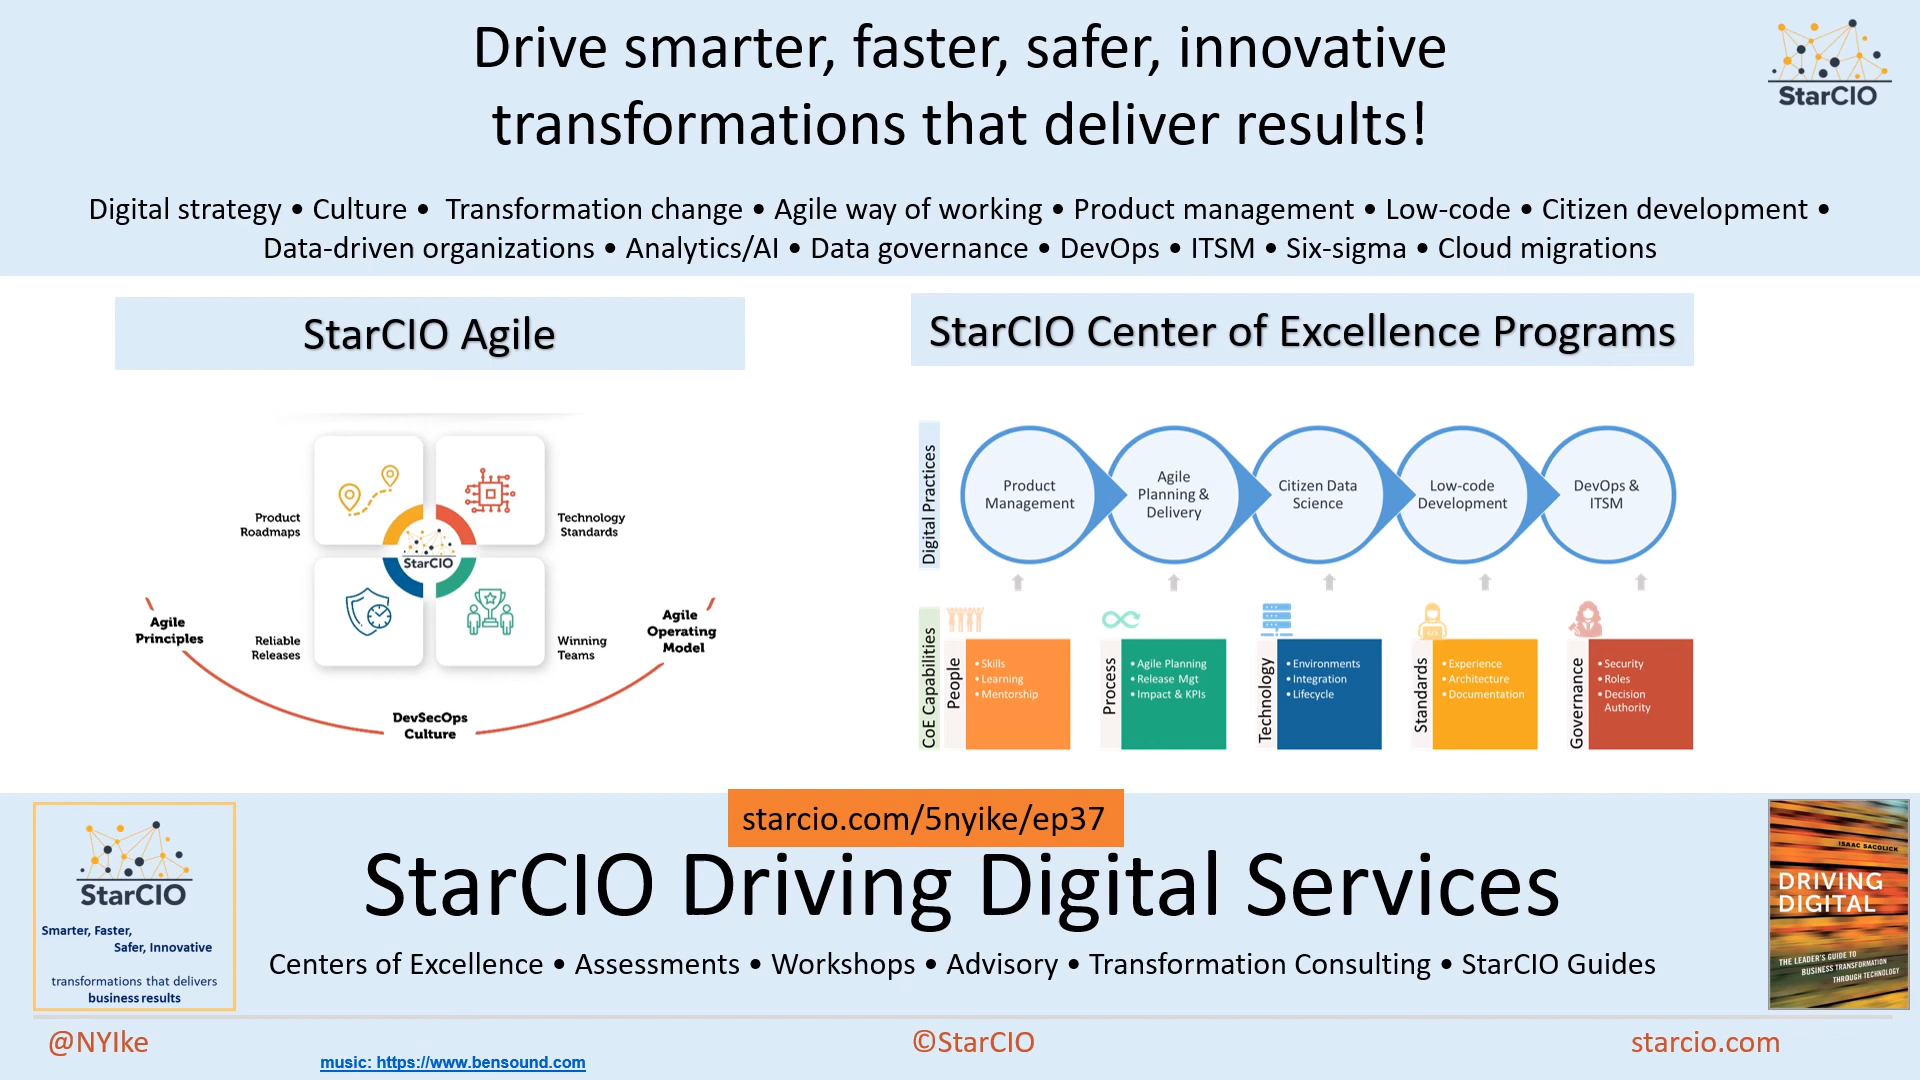 Drive smarter, faster, safer, innovative
transformations that deliver results!
StarCIO
Digital strategy • Culture • Transformation change • Agile way of working • Product management • Low-code • Citizen development •
Data-driven organizations • Analytics/AI • Data governance • DevOps • ITSM • Six-sigma • Cloud migrations
StarCIO Agile
Product
Roadmaps
Technology
Standards
StarCIO
Reliable
Releases
Winning
Teams
Agile
Principles
Agile
Operating
Model
DevSecOps
Culture
StarCIO Center of Excellence Programs
Digital Practices
Product
Management
Agile
Planning &
Delivery
Citizen Data
Science
Low-code
Development
DevOps &
ITSM
CoE Capabilities
People
• Skills
• Learning
• Mentorship
Process
• Agile Planning
• Release Mgt
• Impact & KPIs
Technology
• Environments
• Integration
• Lifecycle
Standards
• Experience
• Architecture
• Documentation
Governance
• Security
• Roles
• Decision
Authority
starcio.com/5nyike/ep37
StarCIO Driving Digital Services
Centers of Excellence • Assessments • Workshops • Advisory • Transformation Consulting • StarCIO Guides
StarCIO
Smarter, Faster,
Safer, Innovative
transformations that delivers
business results
ISAAC SACOLICK
DRIVING
DIGITAL
THE LEADER'S GUIDE TO
BUSINESS TRANSFORMATION
THROUGH TECHNOLOGY
@NYIke
©StarCIO
starcio.com
music: https://www.bensound.com